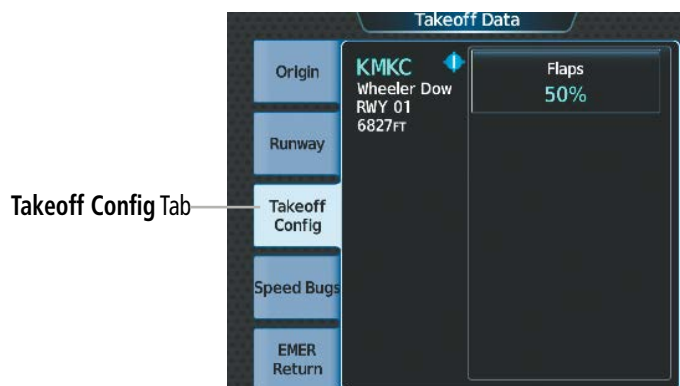 Takeoff Data
Origin
Runway
Takeoff
Config
Speed Bugs
EMER
Return
KMKC
Wheeler Dow
RWY 01
6827FT
Flaps
50%
Takeoff Config Tab